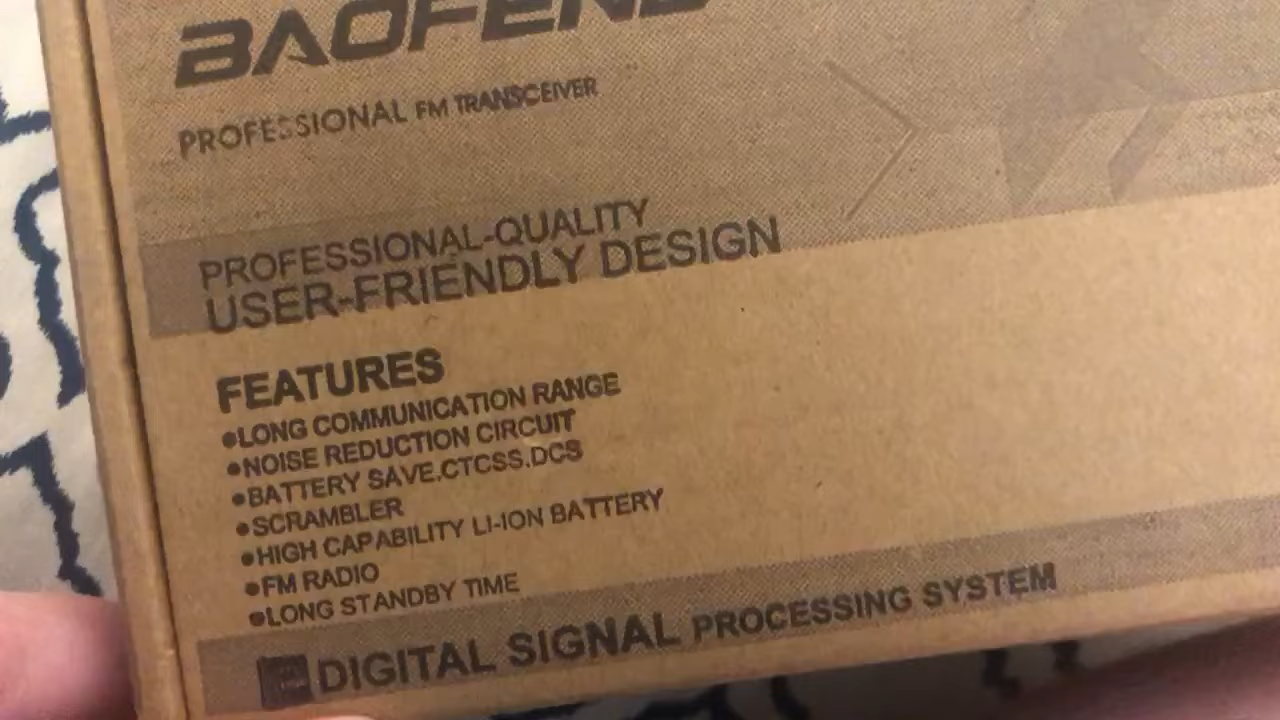 BAOFENG
PROFESSIONAL FM TRANSCEIVER
PROFESSIONAL-QUALITY
USER-FRIENDLY DESIGN
FEATURES
●LONG COMMUNICATION RANGE
●NOISE REDUCTION CIRCUIT
●BATTERY SAVE.CTCSS.DCS
●SCRAMBLER
●HIGH CAPABILITY LI-ION BATTERY
●FM RADIO
●LONG STANDBY TIME
DIGITAL SIGNAL PROCESSING SYSTEM